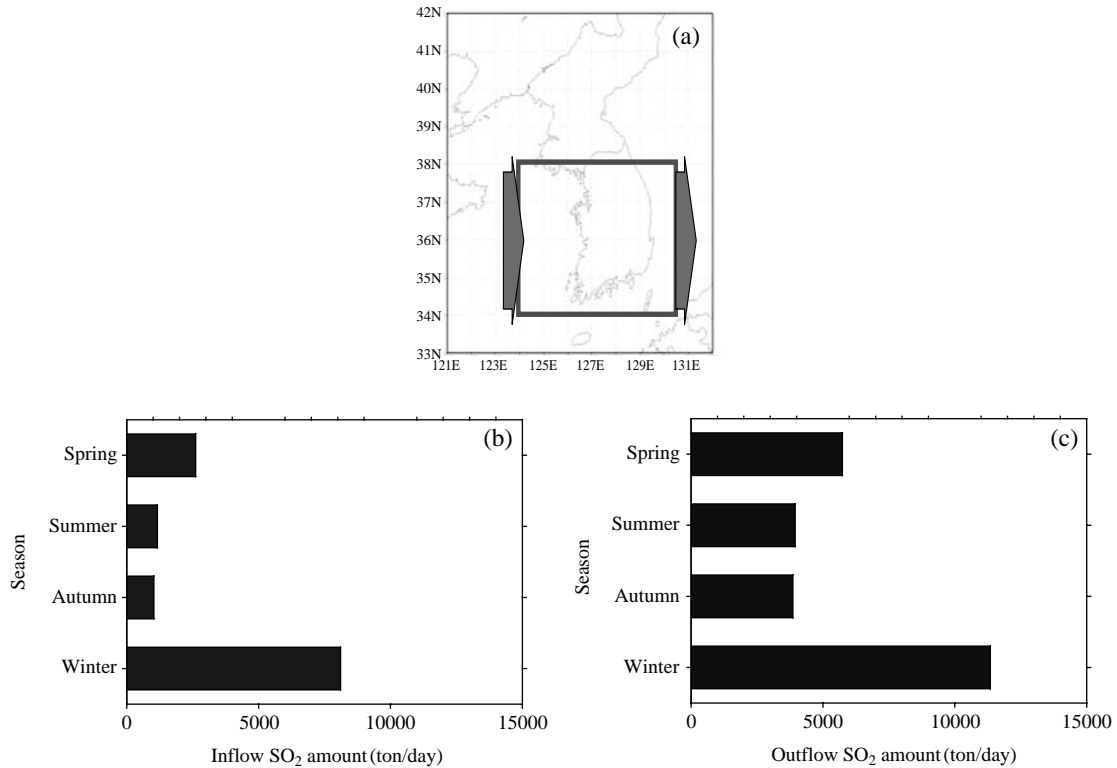 (a)
42N
41N
40N
39N
38N
37N
36N
35N
34N
33N
121E 123E 125E 127E 129E 131E
(b)
Season
Spring
Summer
Autumn
Winter
0 5000 10000 15000
Inflow SO₂ amount (ton/day)
(c)
Season
Spring
Summer
Autumn
Winter
0 5000 10000 15000
Outflow SO₂ amount (ton/day)